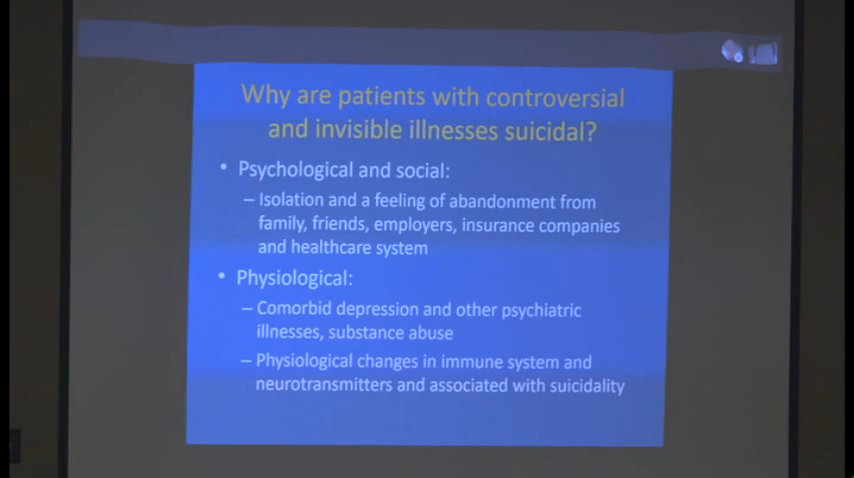 Why are patients with controversial
and invisible illnesses suicidal?
• Psychological and social:
– Isolation and a feeling of abandonment from
family, friends, employers, insurance companies
and healthcare system
• Physiological:
– Comorbid depression and other psychiatric
illnesses, substance abuse
– Physiological changes in immune system and
neurotransmitters and associated with suicidality